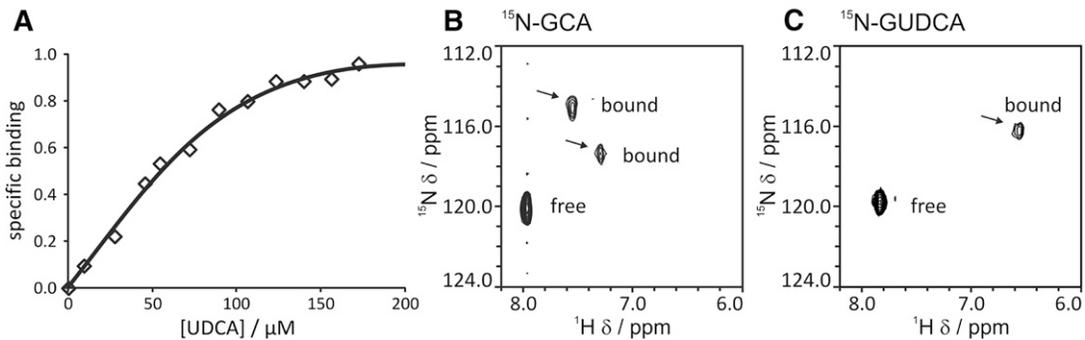 A
specific binding
1.0
0.8
0.6
0.4
0.2
0.0
0
50
100
150
200
[UDCA] / µM
B
¹⁵N-GCA
¹⁵N δ / ppm
112.0
116.0
120.0
124.0
bound
bound
free
8.0
7.0
6.0
¹H δ / ppm
C
¹⁵N-GUDCA
¹⁵N δ / ppm
112.0
116.0
120.0
124.0
bound
free
8.0
7.0
6.0
¹H δ / ppm